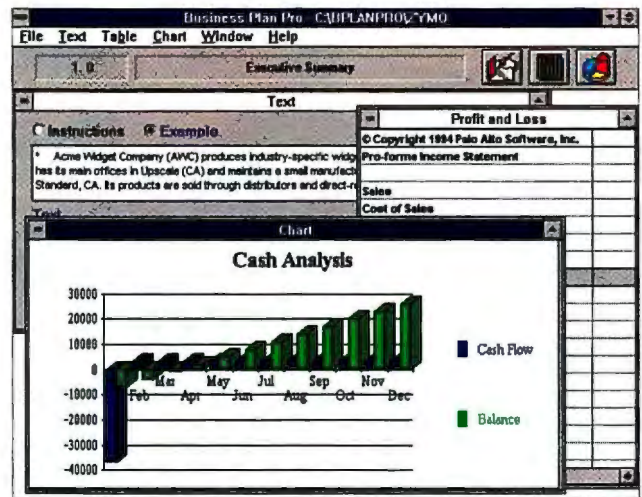 Business Plan Pro - C:\BPLANPRO\ZYMO
File Text Table Chart Window Help
1.0 Executive Summary
Text
Instructions Example
* Acme Widget Company (AWC) produces industry-specific widg
has its main offices in Upscale (CA) and maintains a small manufact
Standard, CA. Its products are sold through distributors and direct-r
Text
Profit and Loss
© Copyright 1994 Palo Alto Software, Inc.
Pro-forma Income Statement
Sales
Cost of Sales
Chart
Cash Analysis
30000
20000
10000
0
-10000
-20000
-30000
-40000
Mar May Jul Sep Nov
Feb Apr Jun Aug Oct Dec
Cash Flow
Balance